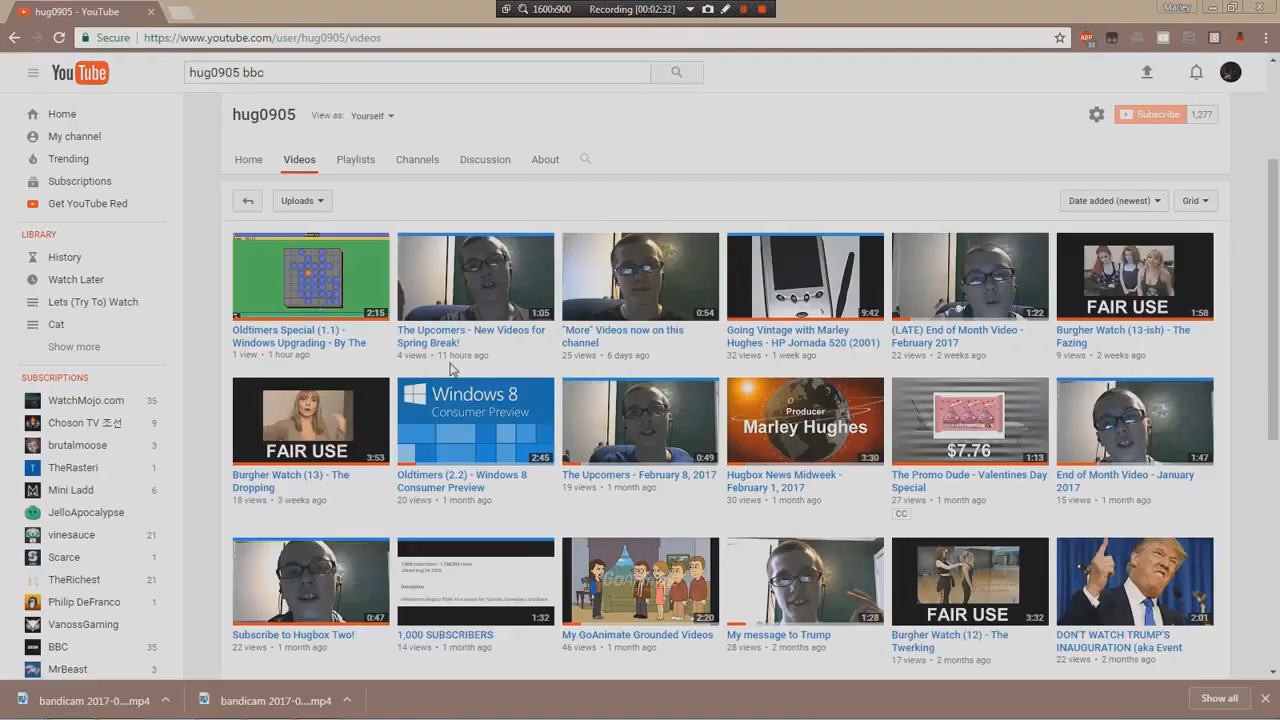 1600x900 Recording [00:02:32]
hug0905 - YouTube
Marley
Secure https://www.youtube.com/user/hug0905/videos
ABP
33
YouTube
hug0905 bbc
Home
My channel
Trending
Subscriptions
Get YouTube Red
LIBRARY
History
Watch Later
Lets (Try To) Watch
Cat
Show more
SUBSCRIPTIONS
WatchMojo.com 35
Choson TV 조선 9
brutalmoose 1
TheRasteri 1
Mini Ladd 6
JelloApocalypse
vinesauce 21
Scarce 1
TheRichest 21
Philip DeFranco 1
VanossGaming
BBC 35
MrBeast 1
hug0905 View as: Yourself
Subscribe 1,277
Home Videos Playlists Channels Discussion About
Uploads
Date added (newest) Grid
2:15 1:05 0:54 9:42 1:22 FAIR USE 1:58
Oldtimers Special (1.1) -
Windows Upgrading - By The
1 view • 1 hour ago
The Upcomers - New Videos for
Spring Break!
4 views • 11 hours ago
"More" Videos now on this
channel
25 views • 6 days ago
Going Vintage with Marley
Hughes - HP Jornada 520 (2001)
32 views • 1 week ago
(LATE) End of Month Video -
February 2017
22 views • 2 weeks ago
Burgher Watch (13-ish) - The
Fazing
9 views • 2 weeks ago
FAIR USE
3:53
Burgher Watch (13) - The
Dropping
18 views • 3 weeks ago
Windows 8
Consumer Preview
2:45
Oldtimers (2.2) - Windows 8
Consumer Preview
20 views • 1 month ago
0:49
The Upcomers - February 8, 2017
19 views • 1 month ago
Producer
Marley Hughes
3:30
Hugbox News Midweek -
February 1, 2017
30 views • 1 month ago
$7.76
1:13
The Promo Dude - Valentines Day
Special
27 views • 1 month ago
CC
1:47
End of Month Video - January
2017
15 views • 1 month ago
0:47
Subscribe to Hugbox Two!
22 views • 1 month ago
1:32
1,000 SUBSCRIBERS
14 views • 1 month ago
GoAnimate
2:20
My GoAnimate Grounded Videos
46 views • 1 month ago
1:28
My message to Trump
28 views • 2 months ago
FAIR USE
3:32
Burgher Watch (12) - The
Twerking
17 views • 2 months ago
2:01
DON'T WATCH TRUMP'S
INAUGURATION (aka Event
22 views • 2 months ago
bandicam 2017-0....mp4
bandicam 2017-0....mp4
Show all